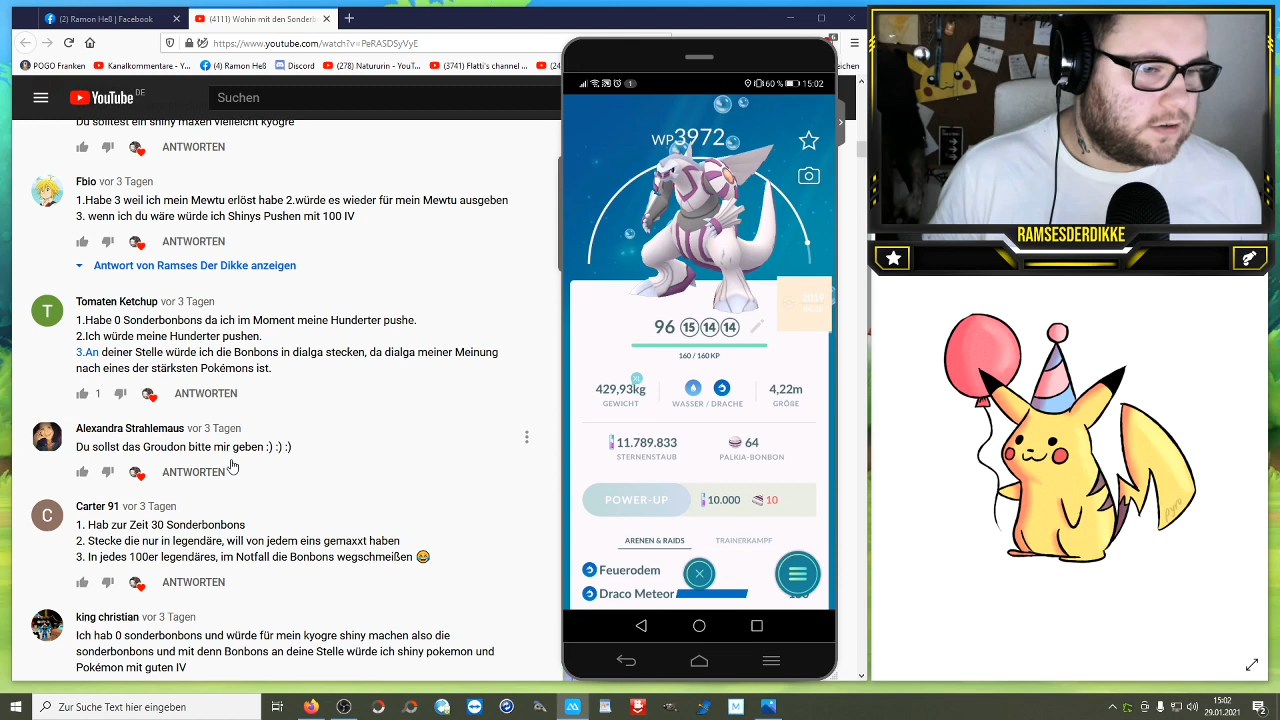 (2) Ramon Heß | Facebook
(4111) Wohin mit den Sonderb
https://www.youtube.com/watch?v=PeRASDSyVyE
POGO Franken
Kanalkommentare - Y...
(4) Ramon Heß
Discord
(278) Naturuin - YouT...
(3741) Flatti's channel ...
YouTube DE
Suchen
Du solltest ein shiny maxen vielleicht kyogre
ANTWORTEN
Fbio vor 3 Tagen
1.Habe 3 weil ich mein Mewtu erlöst habe 2.würde es wieder für mein Mewtu ausgeben
3. wenn ich du wäre würde ich Shinys Pushen mit 100 IV
ANTWORTEN
Antwort von Ramses Der Dikke anzeigen
T
Tomaten Ketchup vor 3 Tagen
1.Habe 0 Sonderbonbons da ich im Moment meine Hunderter pushe.
2.Ich würde meine Hunderter pushen.
3.An deiner Stelle würde ich die Bonbons in dialga stecken, da dialga meiner Meinung
nach eines der stärksten Pokémons ist.
1 ANTWORTEN
Alexandra Strahlemaus vor 3 Tagen
Du sollst das Groudon bitte mir geben :) :) :)
ANTWORTEN
C
Carter 91 vor 3 Tagen
1. Hab zur Zeit 30 Sonderbonbons
2. Stecke die nur in legendäre, will von jedem eins gemaxxt haben
3. In jedes 100er legendäres, im Notfall die Bonbons wegschmeißen 😂
ANTWORTEN
king christian vor 3 Tagen
Ich hab 0 sonderbonbons und würde für mein kyogre shiny machen also die
sonderbonbons und mit denn Bonbons an deine Stelle würde ich shiny pokemon und
Pokémon mit guten IV
60 % 15:02
WP3972
96 15 14 14
160 / 160 KP
XL
429,93kg
GEWICHT
WASSER / DRACHE
4,22m
GRÖßE
11.789.833
STERNENSTAUB
64
PALKIA-BONBON
POWER-UP
10.000
10
ARENEN & RAIDS
TRAINERKAMPF
Feuerodem
Draco Meteor
RAMSESDERDIKKE
pyro
Zur Suche Text hier eingeben
15:02
29.01.2021
2